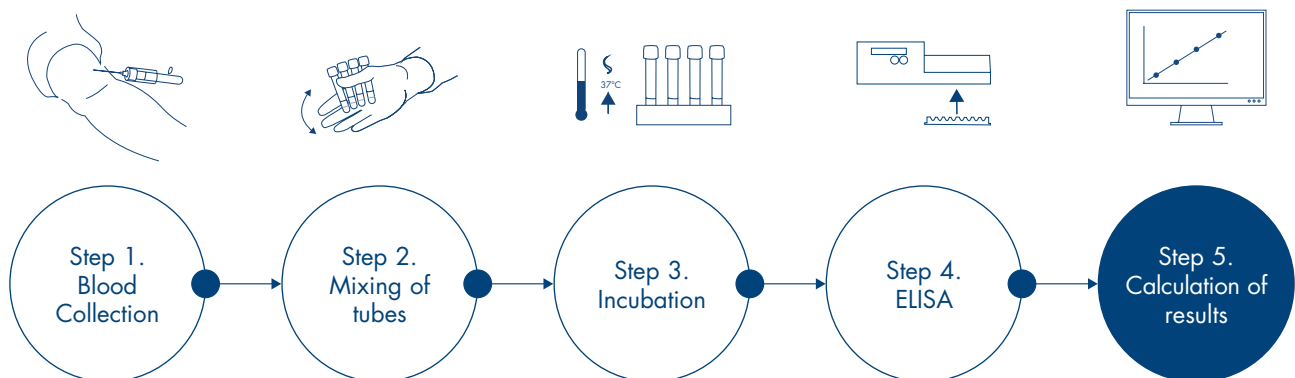 37°C
Step 1.
Blood
Collection
Step 2.
Mixing of
tubes
Step 3.
Incubation
Step 4.
ELISA
Step 5.
Calculation of
results